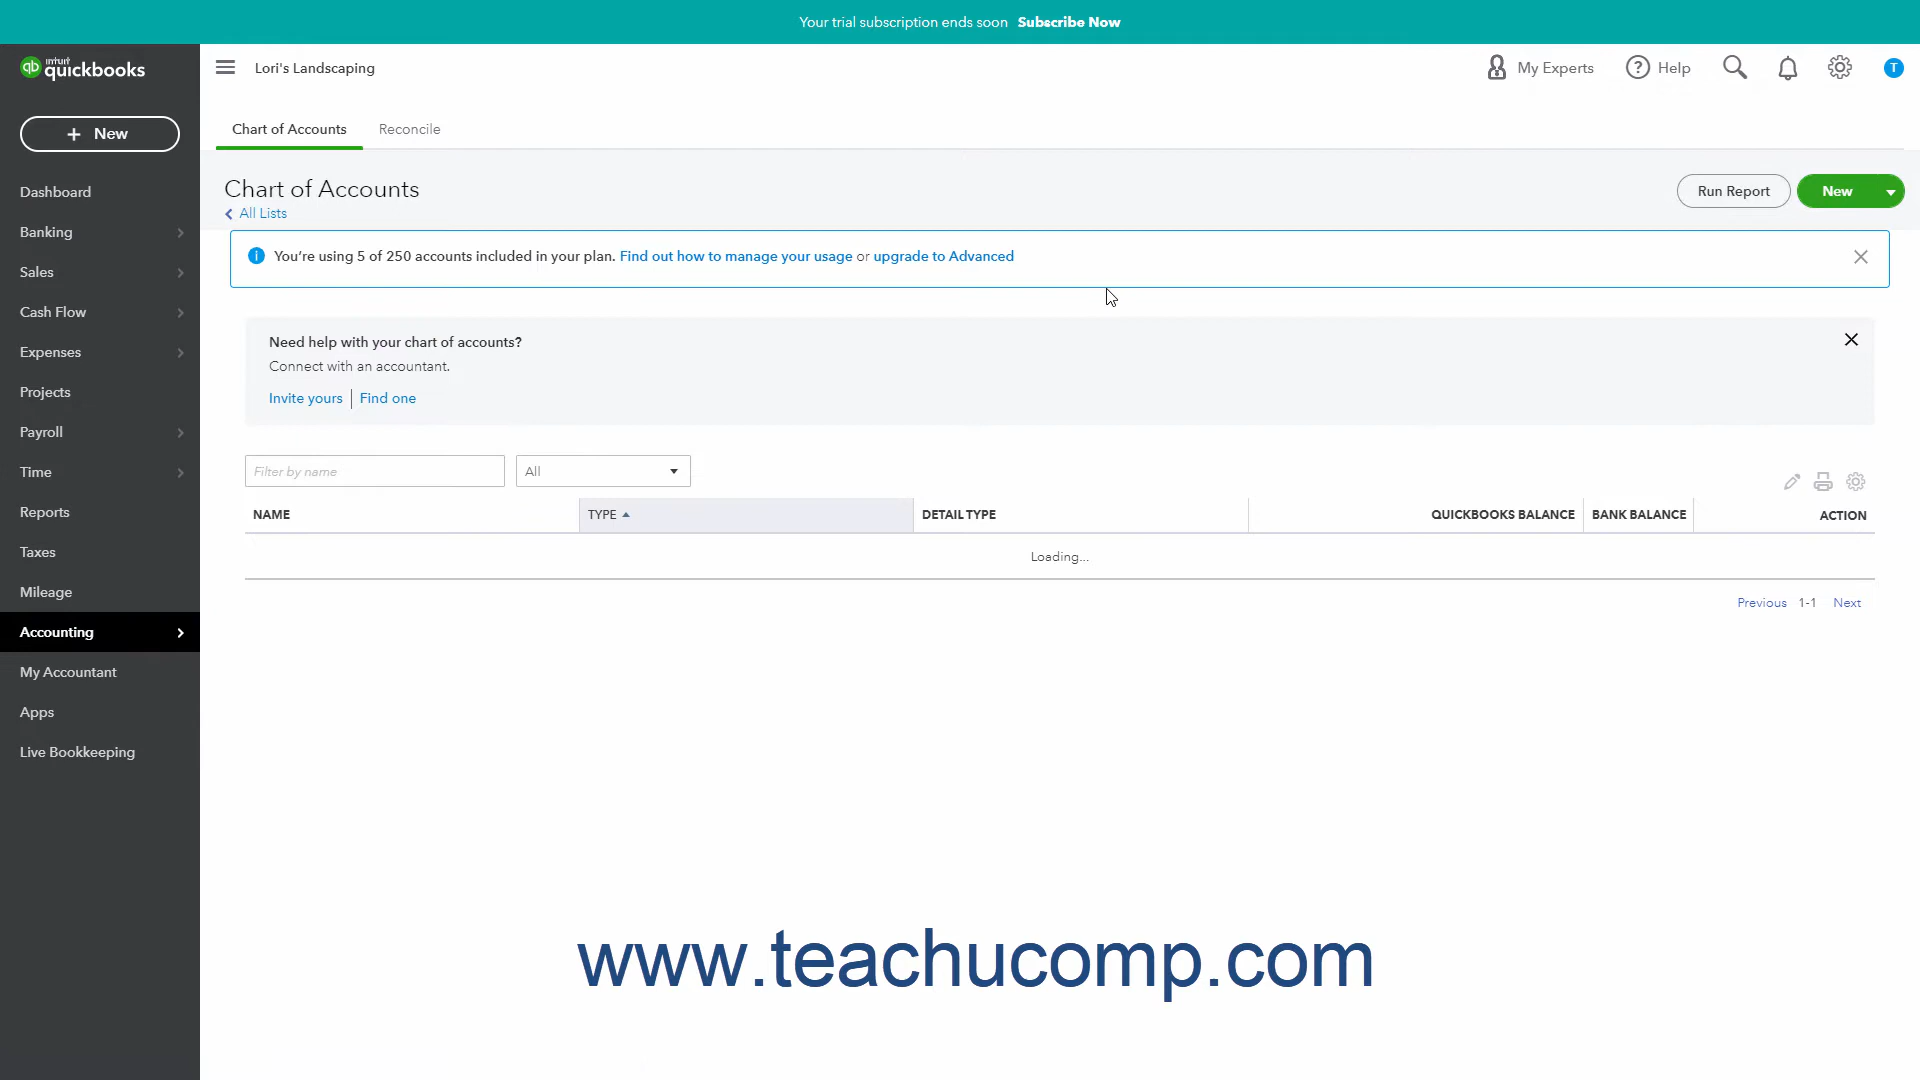 Your trial subscription ends soon Subscribe Now
intuit quickbooks
Lori's Landscaping
My Experts
Help
T
New
Chart of Accounts
Reconcile
Dashboard
Banking
Sales
Cash Flow
Expenses
Projects
Payroll
Time
Reports
Taxes
Mileage
Accounting
My Accountant
Apps
Live Bookkeeping
Chart of Accounts
All Lists
Run Report
New
You're using 5 of 250 accounts included in your plan. Find out how to manage your usage or upgrade to Advanced
Need help with your chart of accounts?
Connect with an accountant.
Invite yours | Find one
Filter by name
All
NAME TYPE DETAIL TYPE QUICKBOOKS BALANCE BANK BALANCE ACTION
Loading...
Previous 1-1 Next
www.teachucomp.com